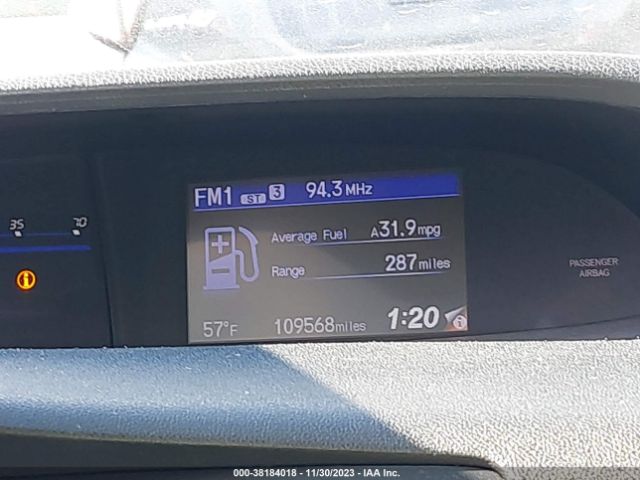 FM1 ST 3 94.3 MHz
35 70
Average Fuel A31.9 mpg
Range 287 miles
PASSENGER
AIRBAG
57°F 109568 miles 1:20
000-38184018 - 11/30/2023 - IAA Inc.